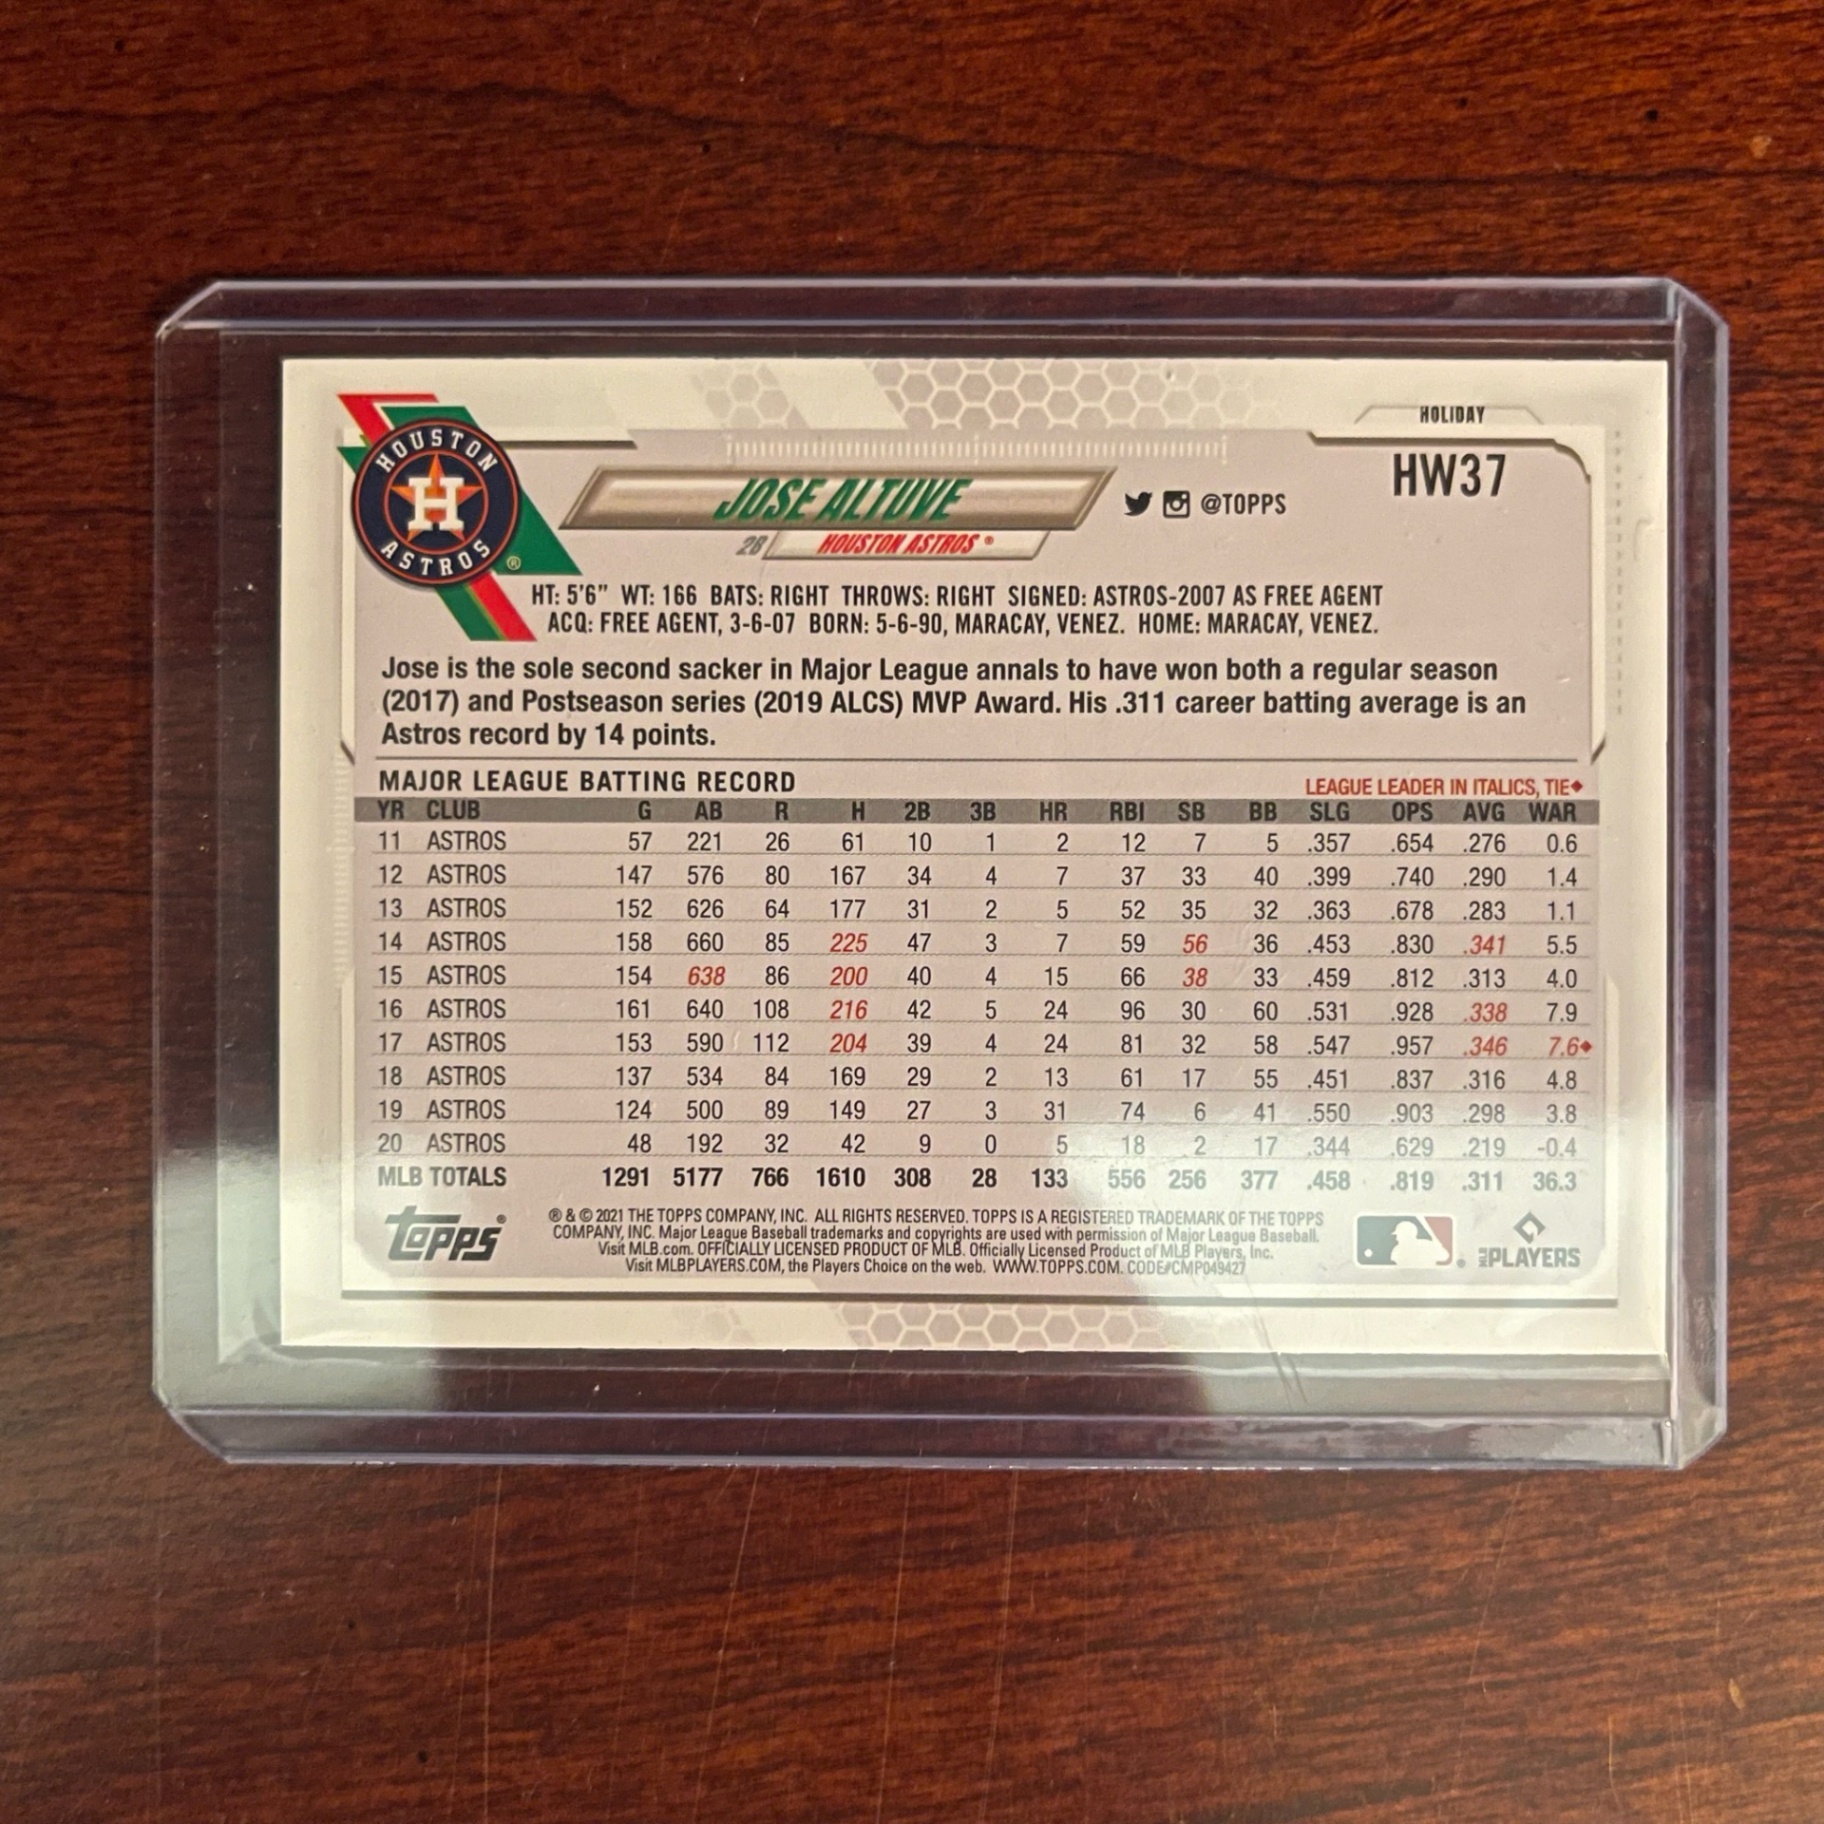 HOLIDAY
HW37
HOUSTON
H
ASTROS ®
JOSE ALTUVE
@TOPPS
2B HOUSTON ASTROS ®
HT: 5'6" WT: 166 BATS: RIGHT THROWS: RIGHT SIGNED: ASTROS-2007 AS FREE AGENT
ACQ: FREE AGENT, 3-6-07 BORN: 5-6-90, MARACAY, VENEZ. HOME: MARACAY, VENEZ.
Jose is the sole second sacker in Major League annals to have won both a regular season
(2017) and Postseason series (2019 ALCS) MVP Award. His .311 career batting average is an
Astros record by 14 points.
MAJOR LEAGUE BATTING RECORD LEAGUE LEADER IN ITALICS, TIE◆
YR CLUB G AB R H 2B 3B HR RBI SB BB SLG OPS AVG WAR
11 ASTROS 57 221 26 61 10 1 2 12 7 5 .357 .654 .276 0.6
12 ASTROS 147 576 80 167 34 4 7 37 33 40 .399 .740 .290 1.4
13 ASTROS 152 626 64 177 31 2 5 52 35 32 .363 .678 .283 1.1
14 ASTROS 158 660 85 225 47 3 7 59 56 36 .453 .830 .341 5.5
15 ASTROS 154 638 86 200 40 4 15 66 38 33 .459 .812 .313 4.0
16 ASTROS 161 640 108 216 42 5 24 96 30 60 .531 .928 .338 7.9
17 ASTROS 153 590 112 204 39 4 24 81 32 58 .547 .957 .346 7.6◆
18 ASTROS 137 534 84 169 29 2 13 61 17 55 .451 .837 .316 4.8
19 ASTROS 124 500 89 149 27 3 31 74 6 41 .550 .903 .298 3.8
20 ASTROS 48 192 32 42 9 0 5 18 2 17 .344 .629 .219 -0.4
MLB TOTALS 1291 5177 766 1610 308 28 133 556 256 377 .458 .819 .311 36.3
topps®
® & © 2021 THE TOPPS COMPANY, INC. ALL RIGHTS RESERVED. TOPPS IS A REGISTERED TRADEMARK OF THE TOPPS
COMPANY, INC. Major League Baseball trademarks and copyrights are used with permission of Major League Baseball.
Visit MLB.com. OFFICIALLY LICENSED PRODUCT OF MLB. Officially Licensed Product of MLB Players, Inc.
Visit MLBPLAYERS.COM, the Players Choice on the web. WWW.TOPPS.COM. CODE#CMP049427
MLB PLAYERS